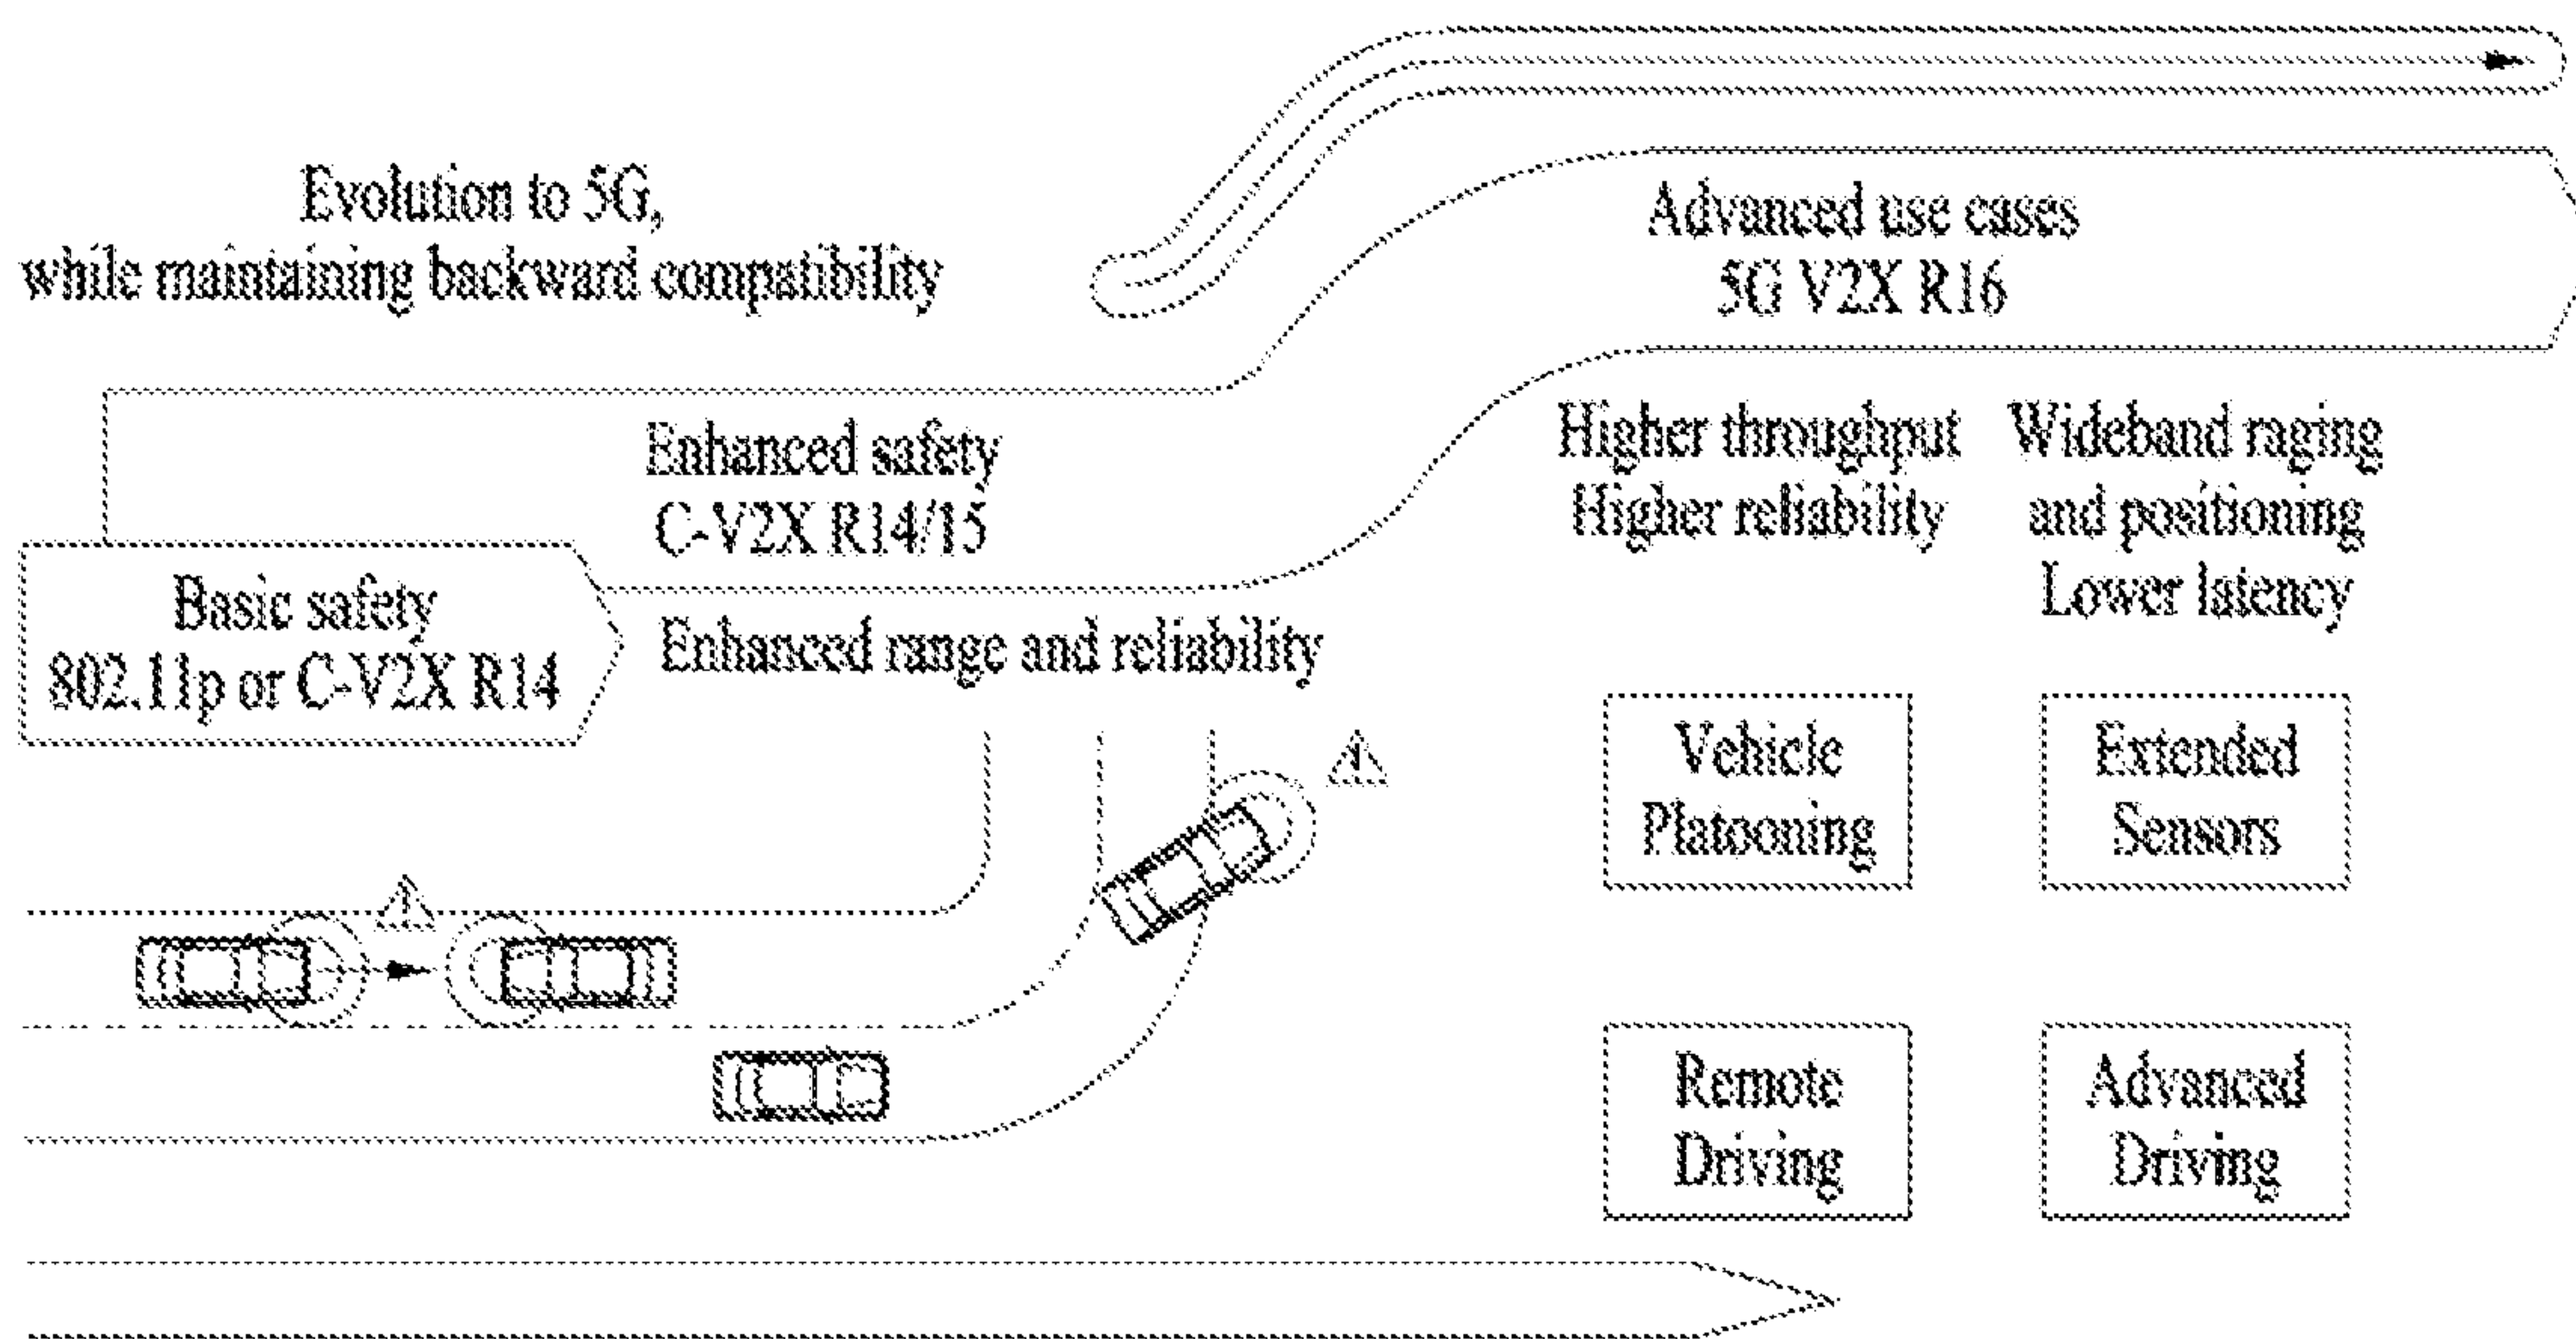 Evolution to 5G,
while maintaining backward compatibility
Advanced use cases
5G V2X R16
Enhanced safety
C-V2X R14/15
Basic safety
802.11p or C-V2X R14
Enhanced range and reliability
Higher throughput
Higher reliability
Wideband raging
and positioning
Lower latency
Vehicle
Platooning
Extended
Sensors
Remote
Driving
Advanced
Driving